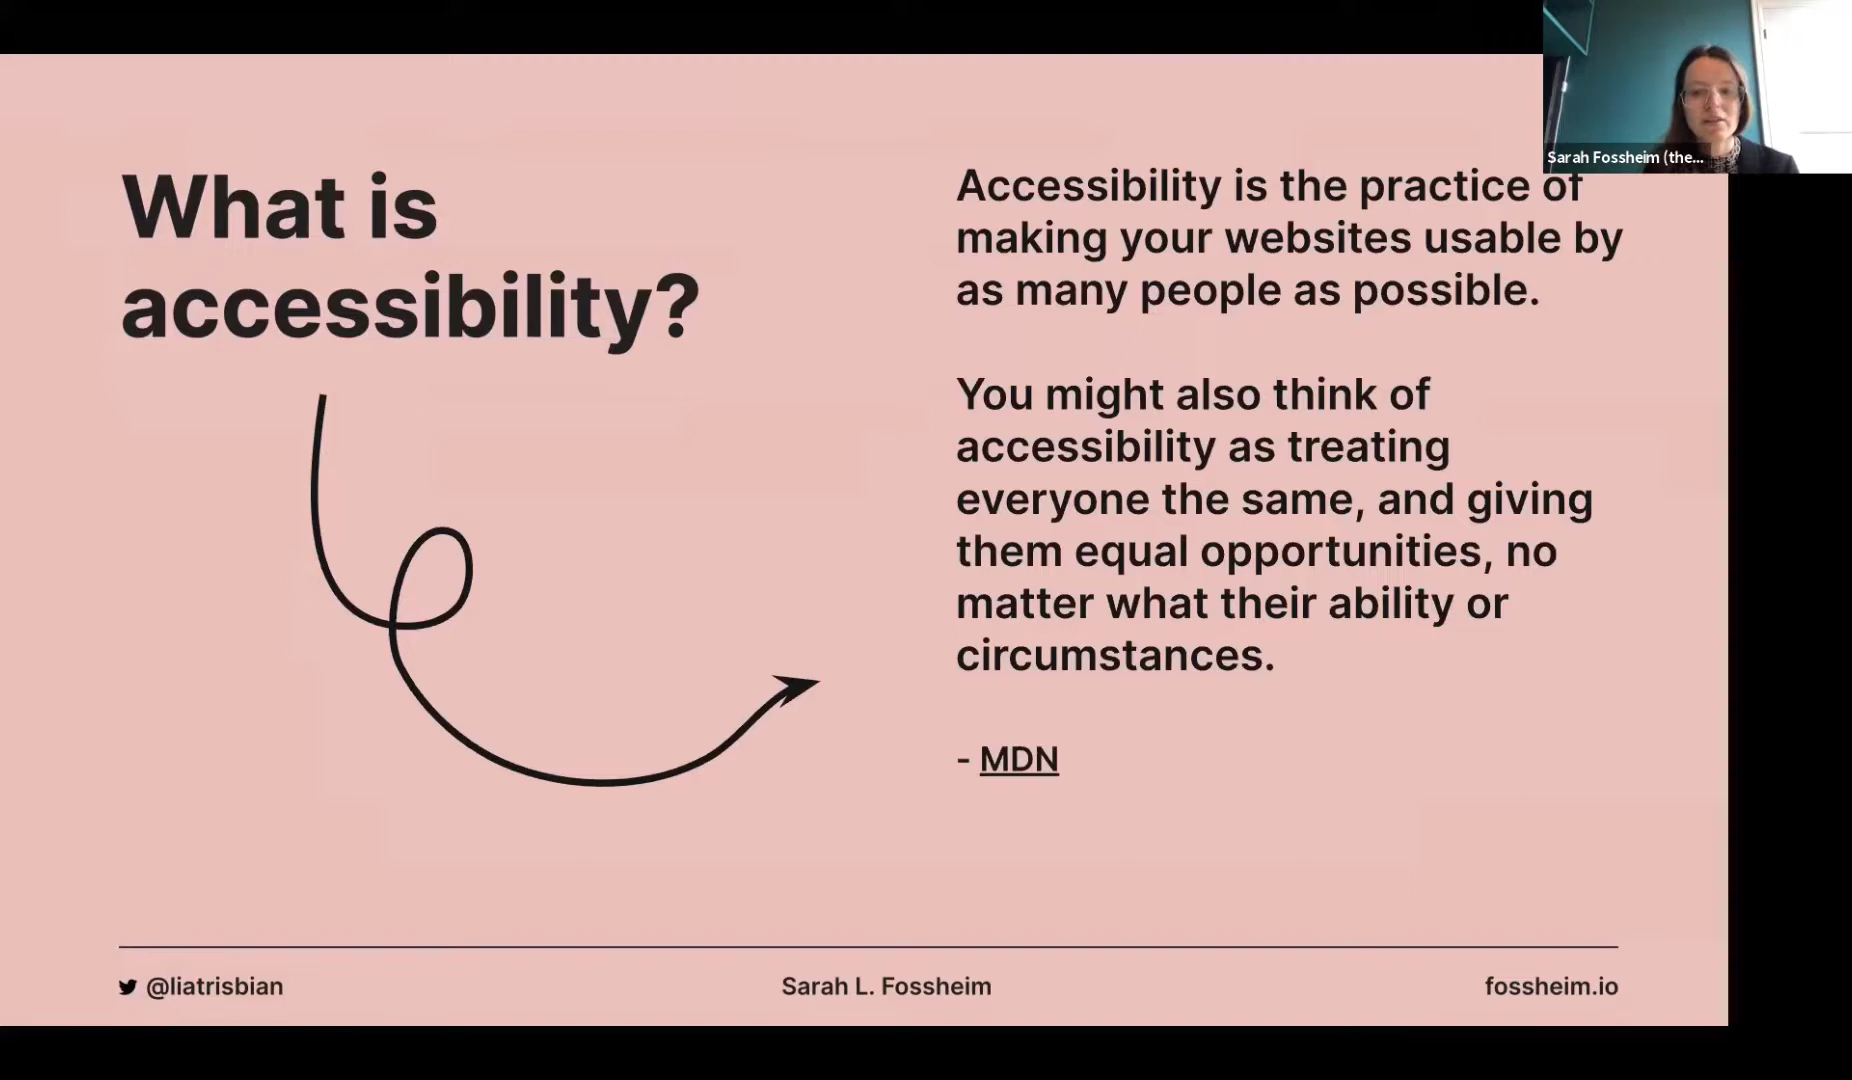 What is
accessibility?
Accessibility is the practice of
making your websites usable by
as many people as possible.
You might also think of
accessibility as treating
everyone the same, and giving
them equal opportunities, no
matter what their ability or
circumstances.
- MDN
Sarah Fossheim (the...
@liatrisbian
Sarah L. Fossheim
fossheim.io